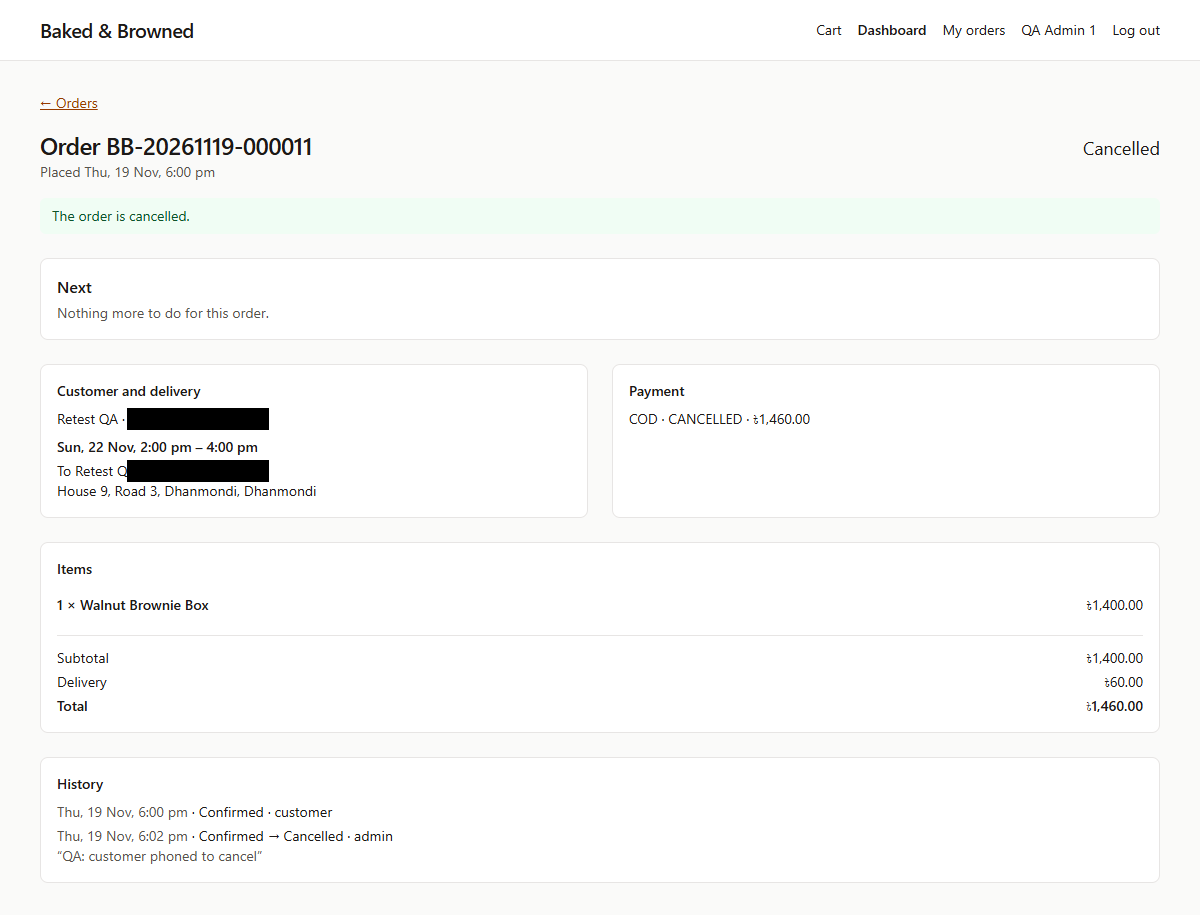 Baked & Browned
Cart Dashboard My orders QA Admin 1 Log out
← Orders
Order BB-20261119-000011
Cancelled
Placed Thu, 19 Nov, 6:00 pm
The order is cancelled.
Next
Nothing more to do for this order.
Customer and delivery
Retest QA ·
Sun, 22 Nov, 2:00 pm – 4:00 pm
To Retest Q
House 9, Road 3, Dhanmondi, Dhanmondi
Payment
COD · CANCELLED · ৳1,460.00
Items
1 × Walnut Brownie Box ৳1,400.00
Subtotal ৳1,400.00
Delivery ৳60.00
Total ৳1,460.00
History
Thu, 19 Nov, 6:00 pm · Confirmed · customer
Thu, 19 Nov, 6:02 pm · Confirmed → Cancelled · admin
“QA: customer phoned to cancel”